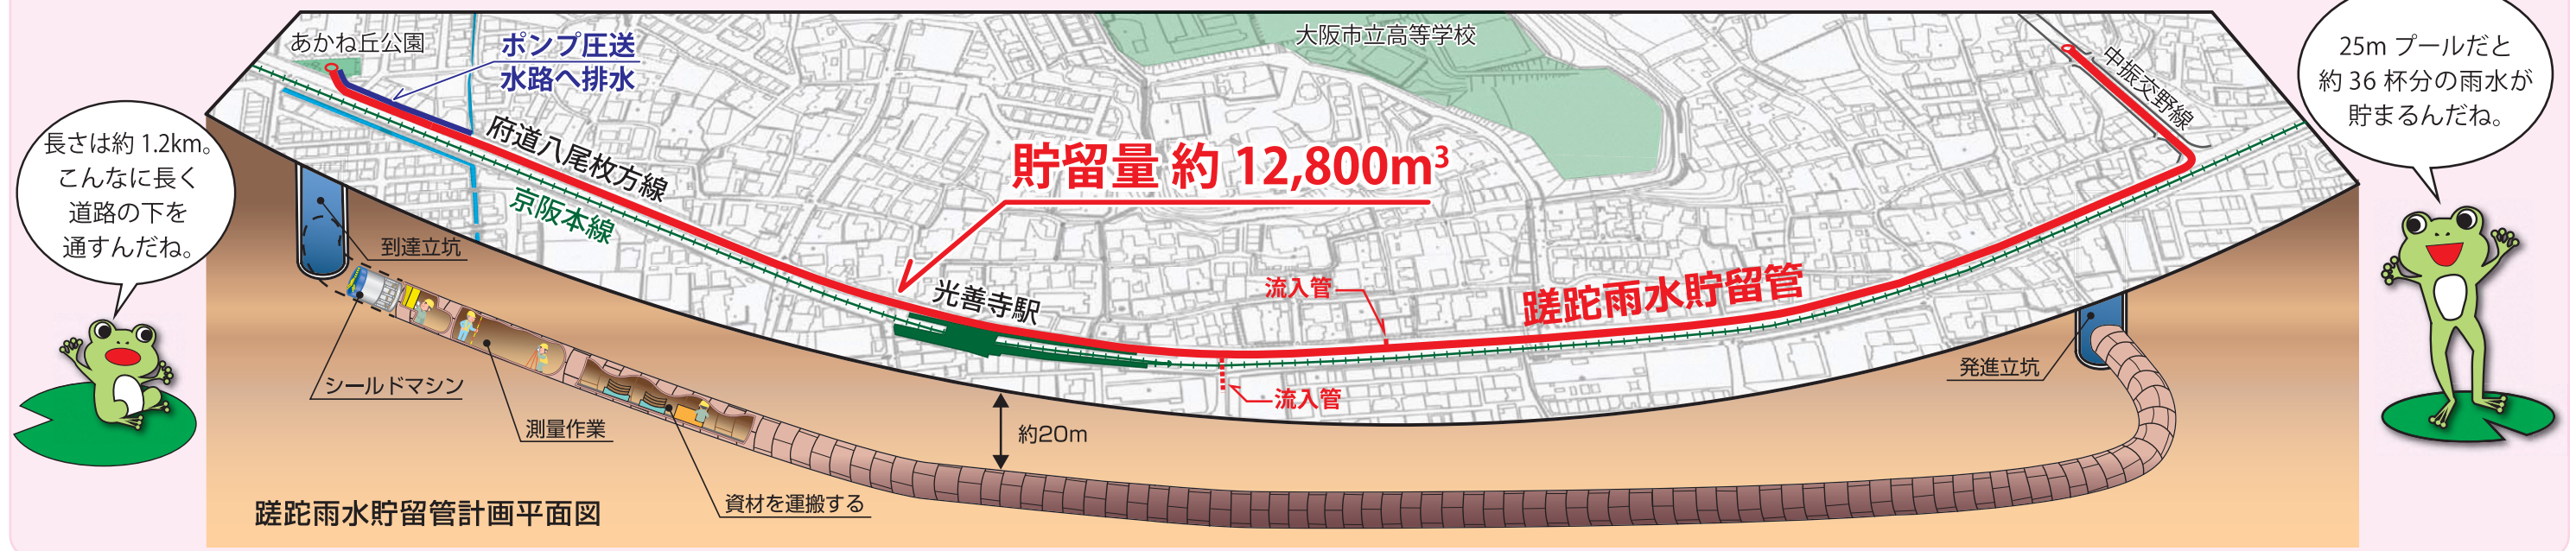 あかね丘公園
ポンプ圧送
水路へ排水
大阪市立高等学校
中振交野線
25m プールだと
約 36 杯分の雨水が
貯まるんだね。
長さは約 1.2km。
こんなに長く
道路の下を
通すんだね。
府道八尾枚方線
京阪本線
貯留量 約 12,800m³
到達立坑
光善寺駅
流入管
蹉跎雨水貯留管
シールドマシン
発進立坑
流入管
測量作業
約20m
資材を運搬する
蹉跎雨水貯留管計画平面図